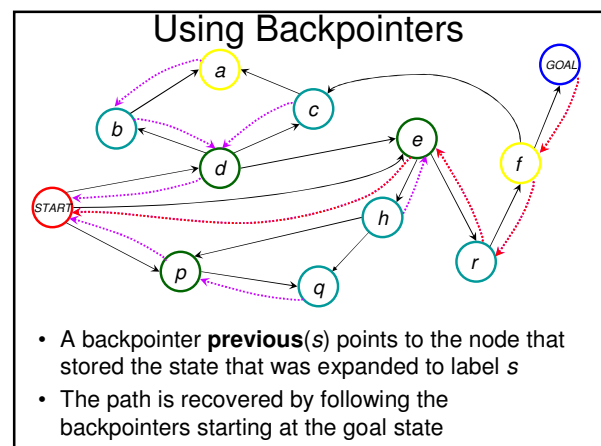 Using Backpointers
a
GOAL
c
b
e
d
f
START
h
r
p
q
• A backpointer previous(s) points to the node that
stored the state that was expanded to label s
• The path is recovered by following the
backpointers starting at the goal state